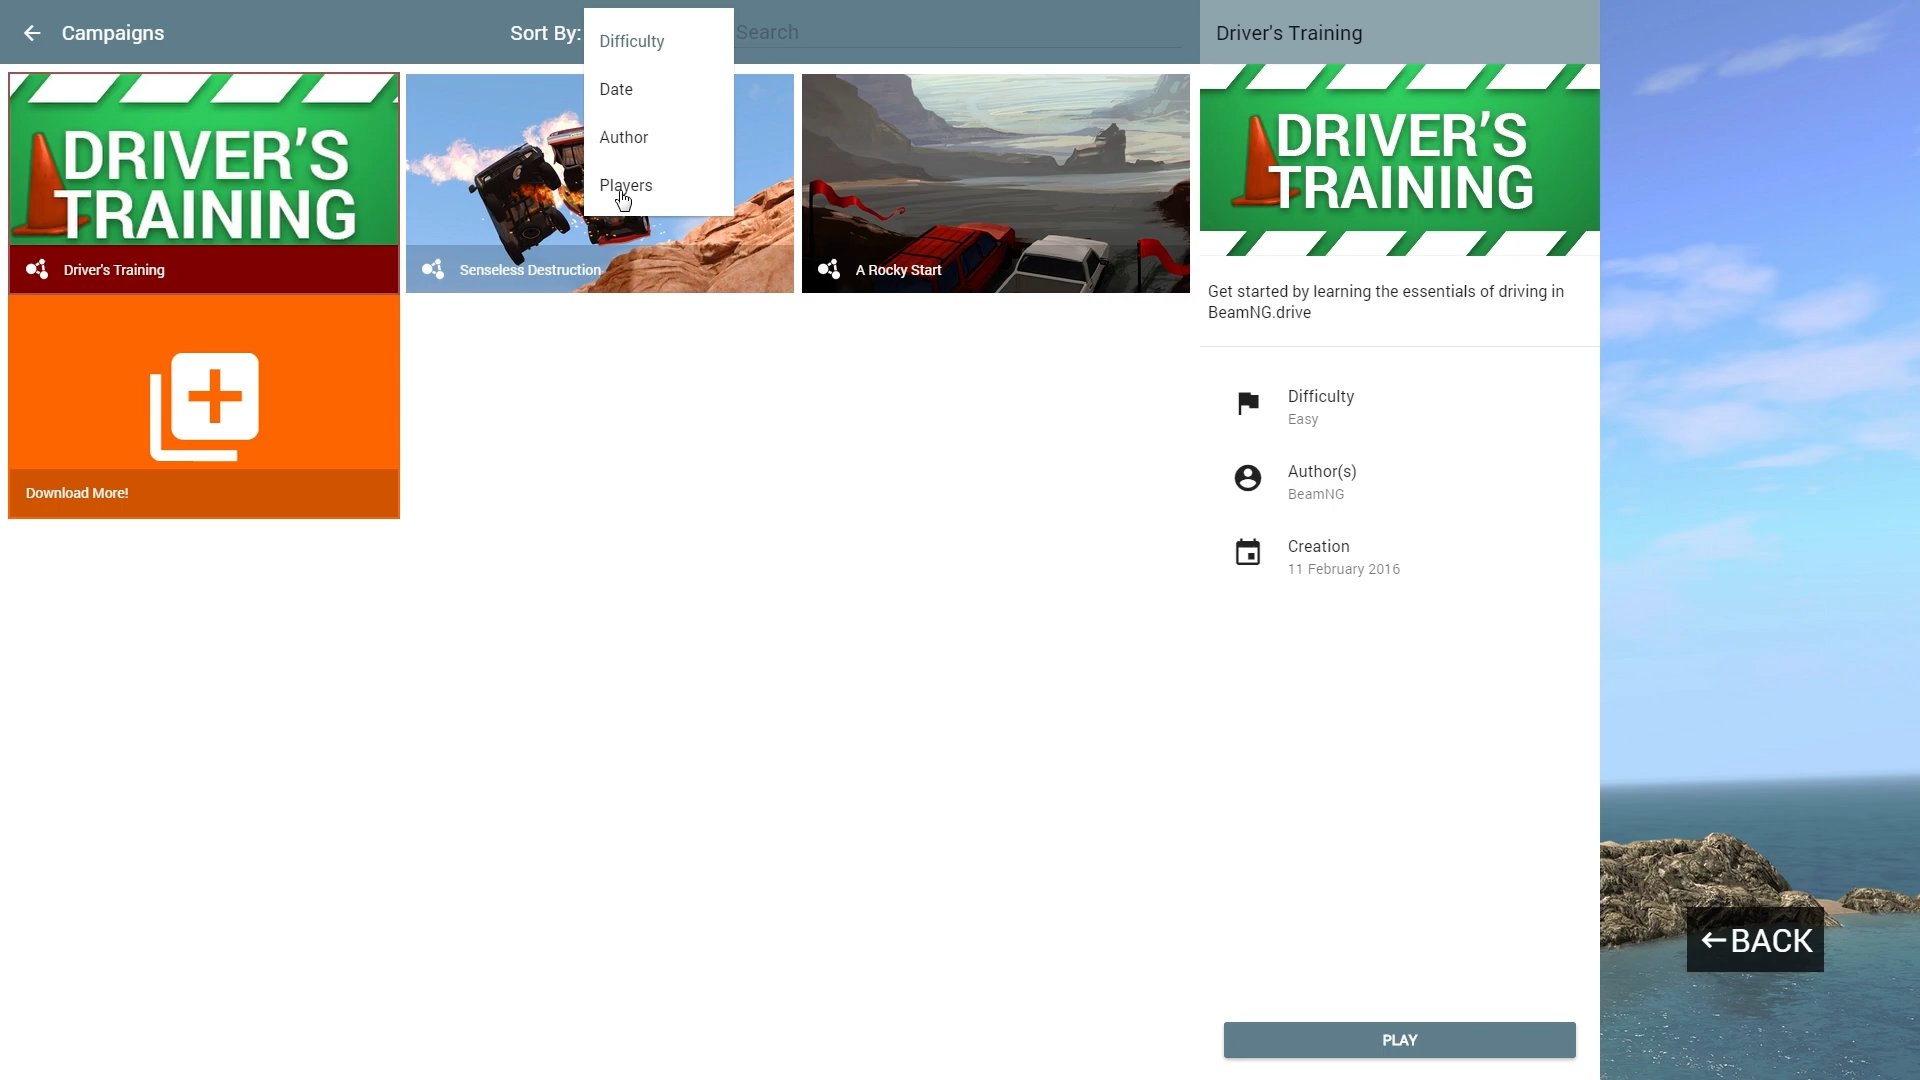 Campaigns
Sort By:
Difficulty
Date
Author
Players
Search
DRIVER'S
TRAINING
Driver's Training
Senseless Destruction
A Rocky Start
Download More!
Driver's Training
DRIVER'S
TRAINING
Get started by learning the essentials of driving in
BeamNG.drive
Difficulty
Easy
Author(s)
BeamNG
Creation
11 February 2016
PLAY
BACK